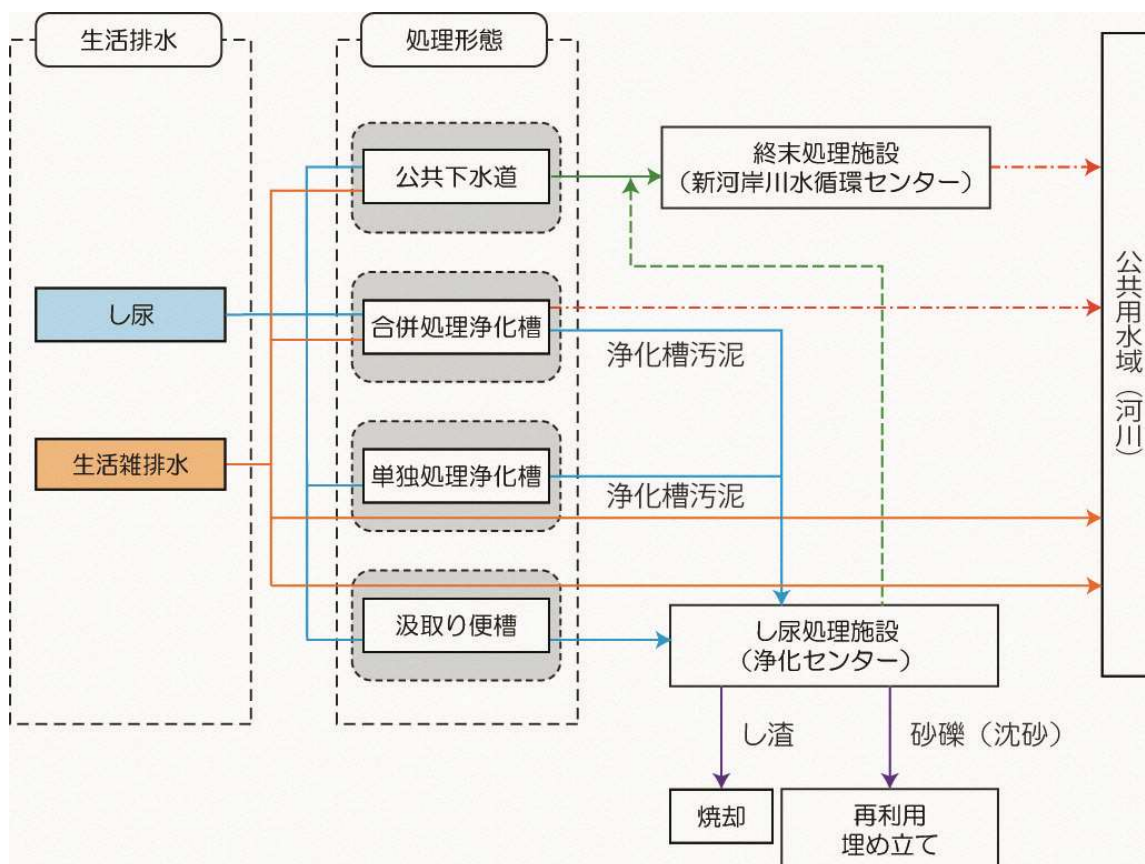 生活排水
処理形態
公共下水道
終末処理施設
（新河岸川水循環センター）
し尿
合併処理浄化槽
浄化槽汚泥
生活雑排水
単独処理浄化槽
浄化槽汚泥
汲取り便槽
し尿処理施設
（浄化センター）
公共用水域（河川）
し渣
砂礫（沈砂）
焼却
再利用
埋め立て